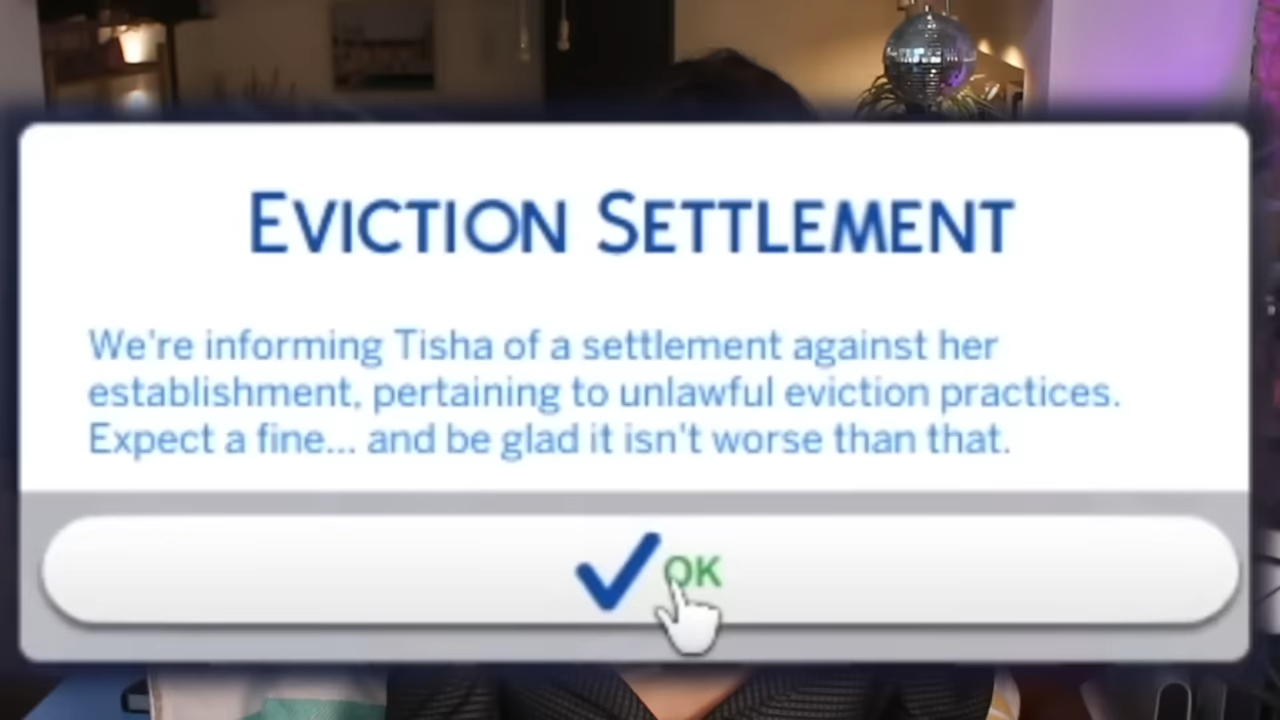 Eviction Settlement
We're informing Tisha of a settlement against her
establishment, pertaining to unlawful eviction practices.
Expect a fine... and be glad it isn't worse than that.
OK